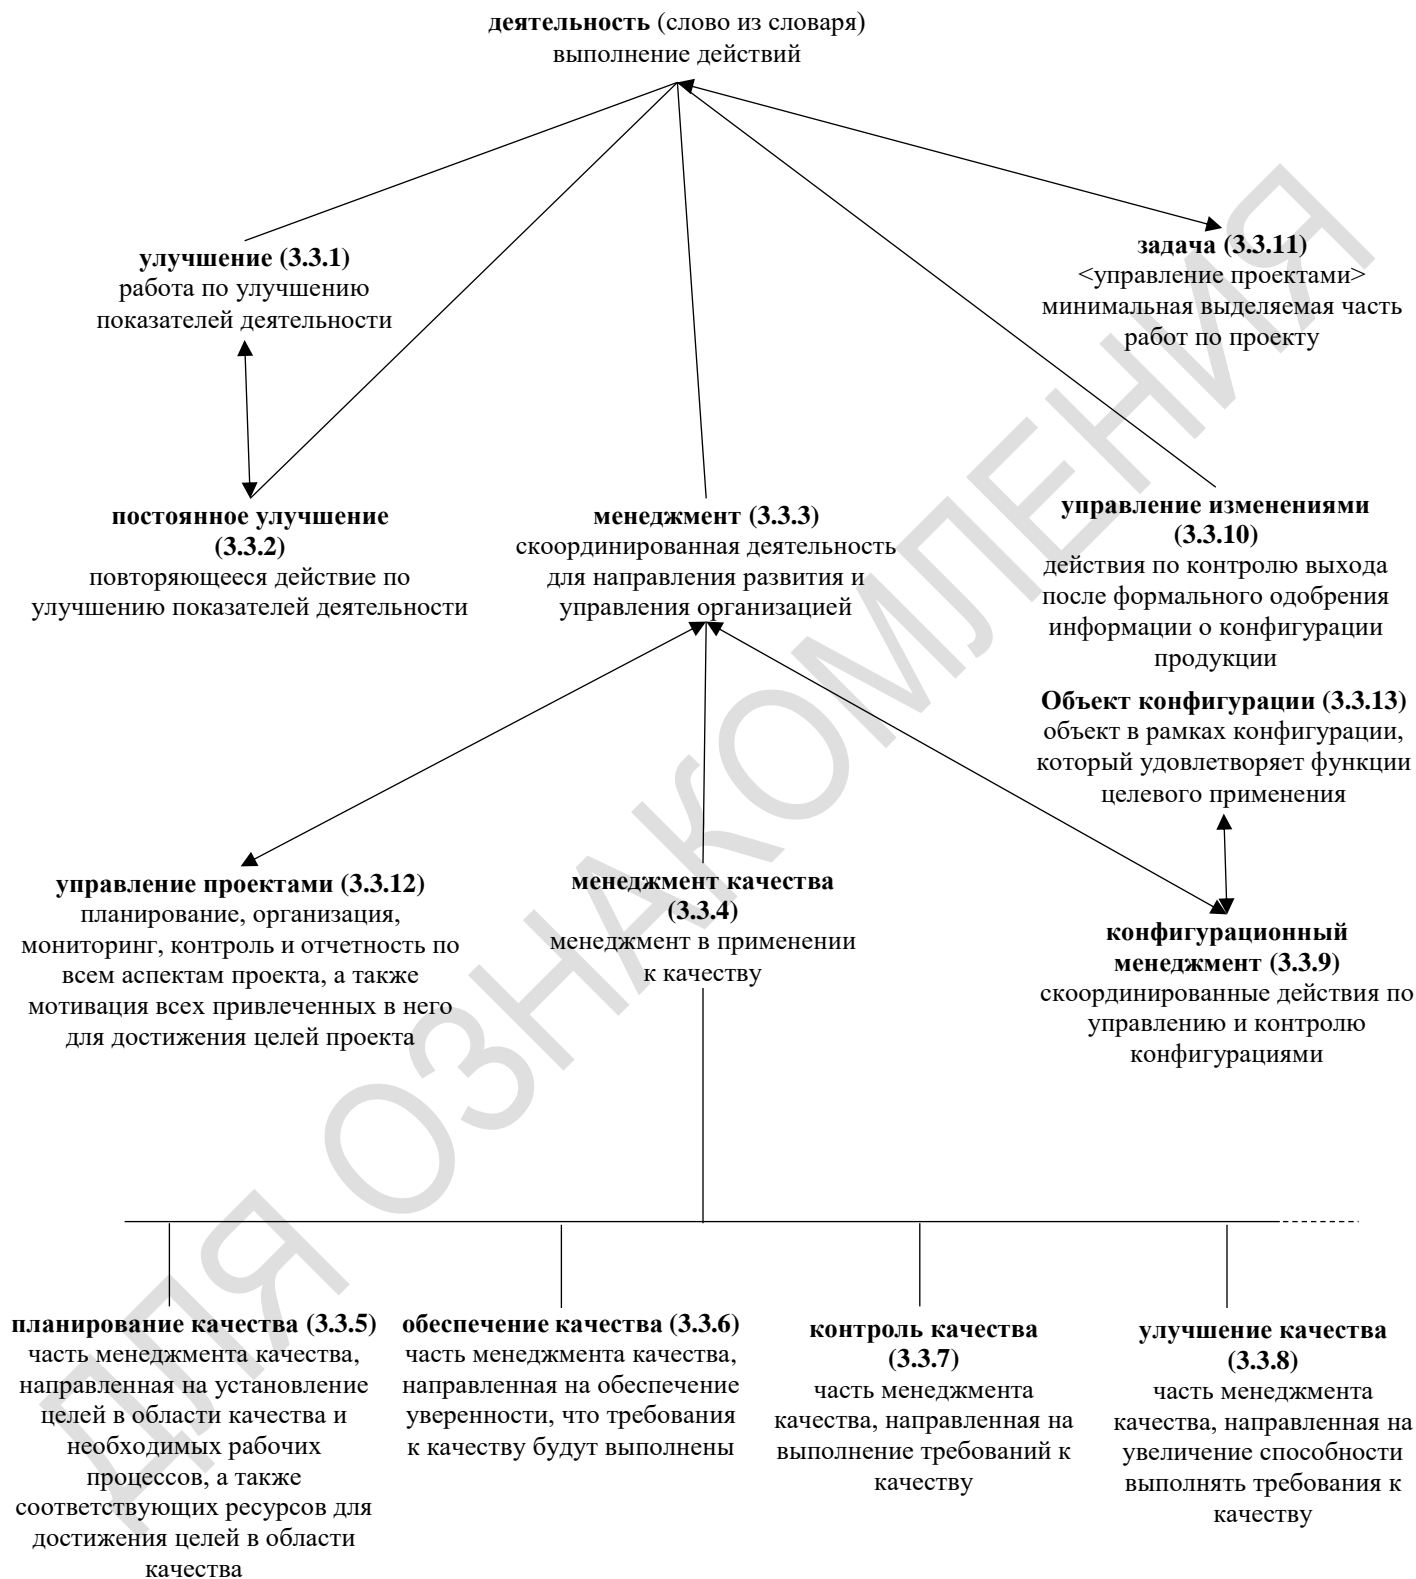 деятельность (слово из словаря)
выполнение действий
улучшение (3.3.1)
работа по улучшению
показателей деятельности
задача (3.3.11)
<управление проектами>
минимальная выделяемая часть
работ по проекту
постоянное улучшение
(3.3.2)
повторяющееся действие по
улучшению показателей деятельности
менеджмент (3.3.3)
скоординированная деятельность
для направления развития и
управления организацией
управление изменениями
(3.3.10)
действия по контролю выхода
после формального одобрения
информации о конфигурации
продукции
Объект конфигурации (3.3.13)
объект в рамках конфигурации,
который удовлетворяет функции
целевого применения
управление проектами (3.3.12)
планирование, организация,
мониторинг, контроль и отчетность по
всем аспектам проекта, а также
мотивация всех привлеченных в него
для достижения целей проекта
менеджмент качества
(3.3.4)
менеджмент в применении
к качеству
конфигурационный
менеджмент (3.3.9)
скоординированные действия по
управлению и контролю
конфигурациями
планирование качества (3.3.5)
часть менеджмента качества,
направленная на установление
целей в области качества и
необходимых рабочих
процессов, а также
соответствующих ресурсов для
достижения целей в области
качества
обеспечение качества (3.3.6)
часть менеджмента качества,
направленная на обеспечение
уверенности, что требования
к качеству будут выполнены
контроль качества
(3.3.7)
часть менеджмента
качества, направленная на
выполнение требований к
качеству
улучшение качества
(3.3.8)
часть менеджмента
качества, направленная на
увеличение способности
выполнять требования к
качеству
ДЛЯ ОЗНАКОМЛЕНИЯ